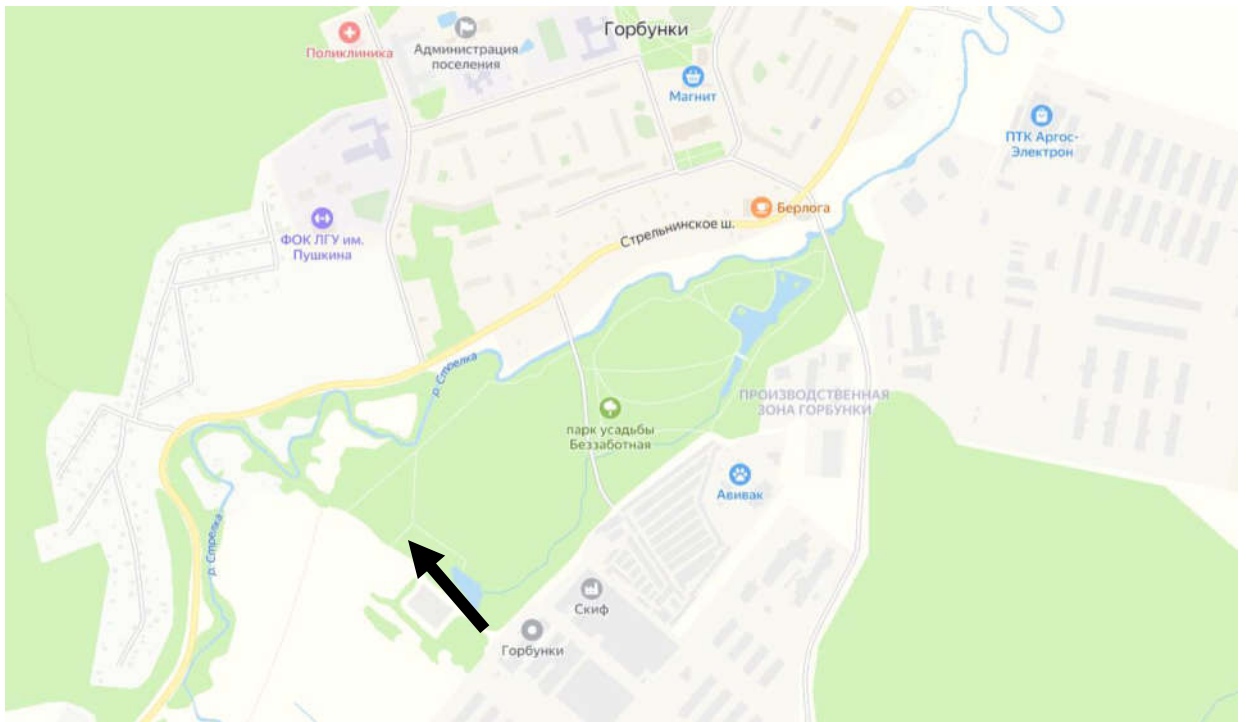 Горбунки
Поликлиника
Администрация
поселения
Магнит
ПТК Аргос-
Электрон
Берлога
Стрельнинское ш.
ФОК ЛГУ им.
Пушкина
р. Стрелка
ПРОИЗВОДСТВЕННАЯ
ЗОНА ГОРБУНКИ
парк усадьбы
Беззаботная
Авивак
р. Стрелка
Скиф
Горбунки